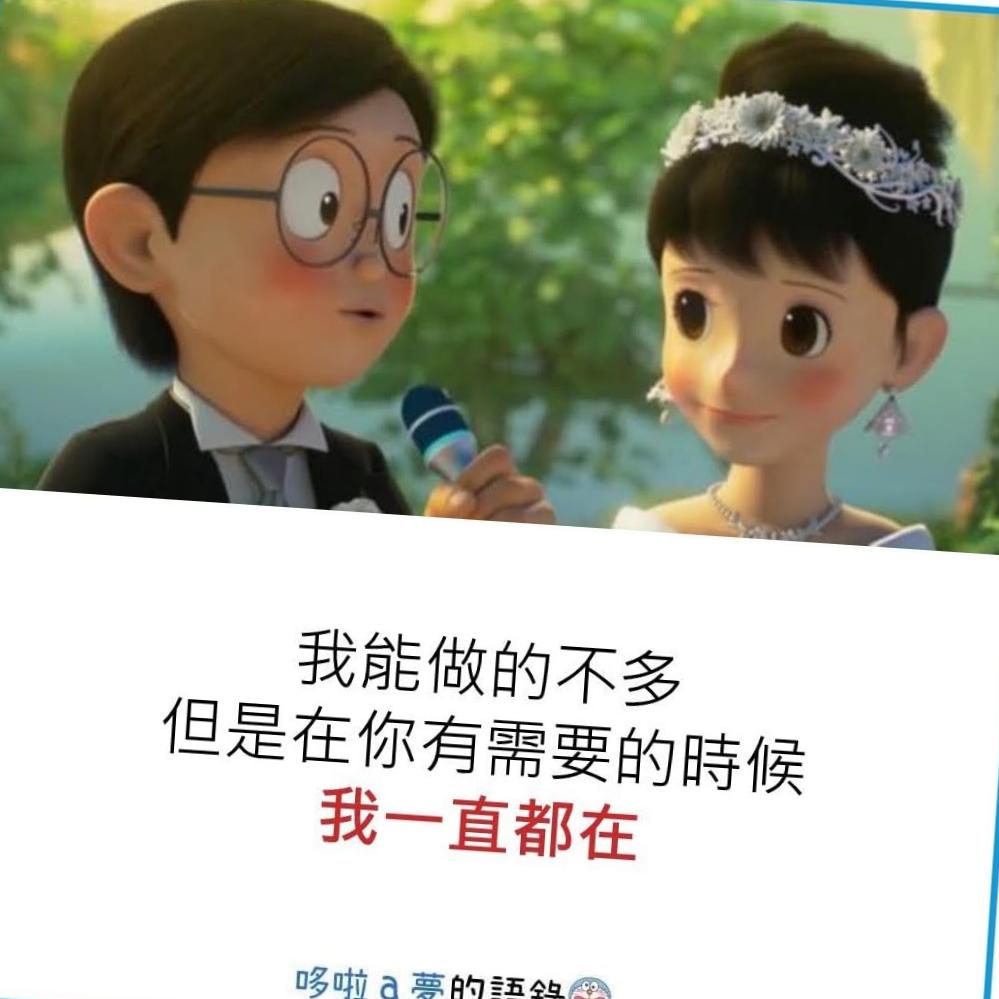 我能做的不多
但是在你有需要的時候
我一直都在
哆啦a夢的語錄